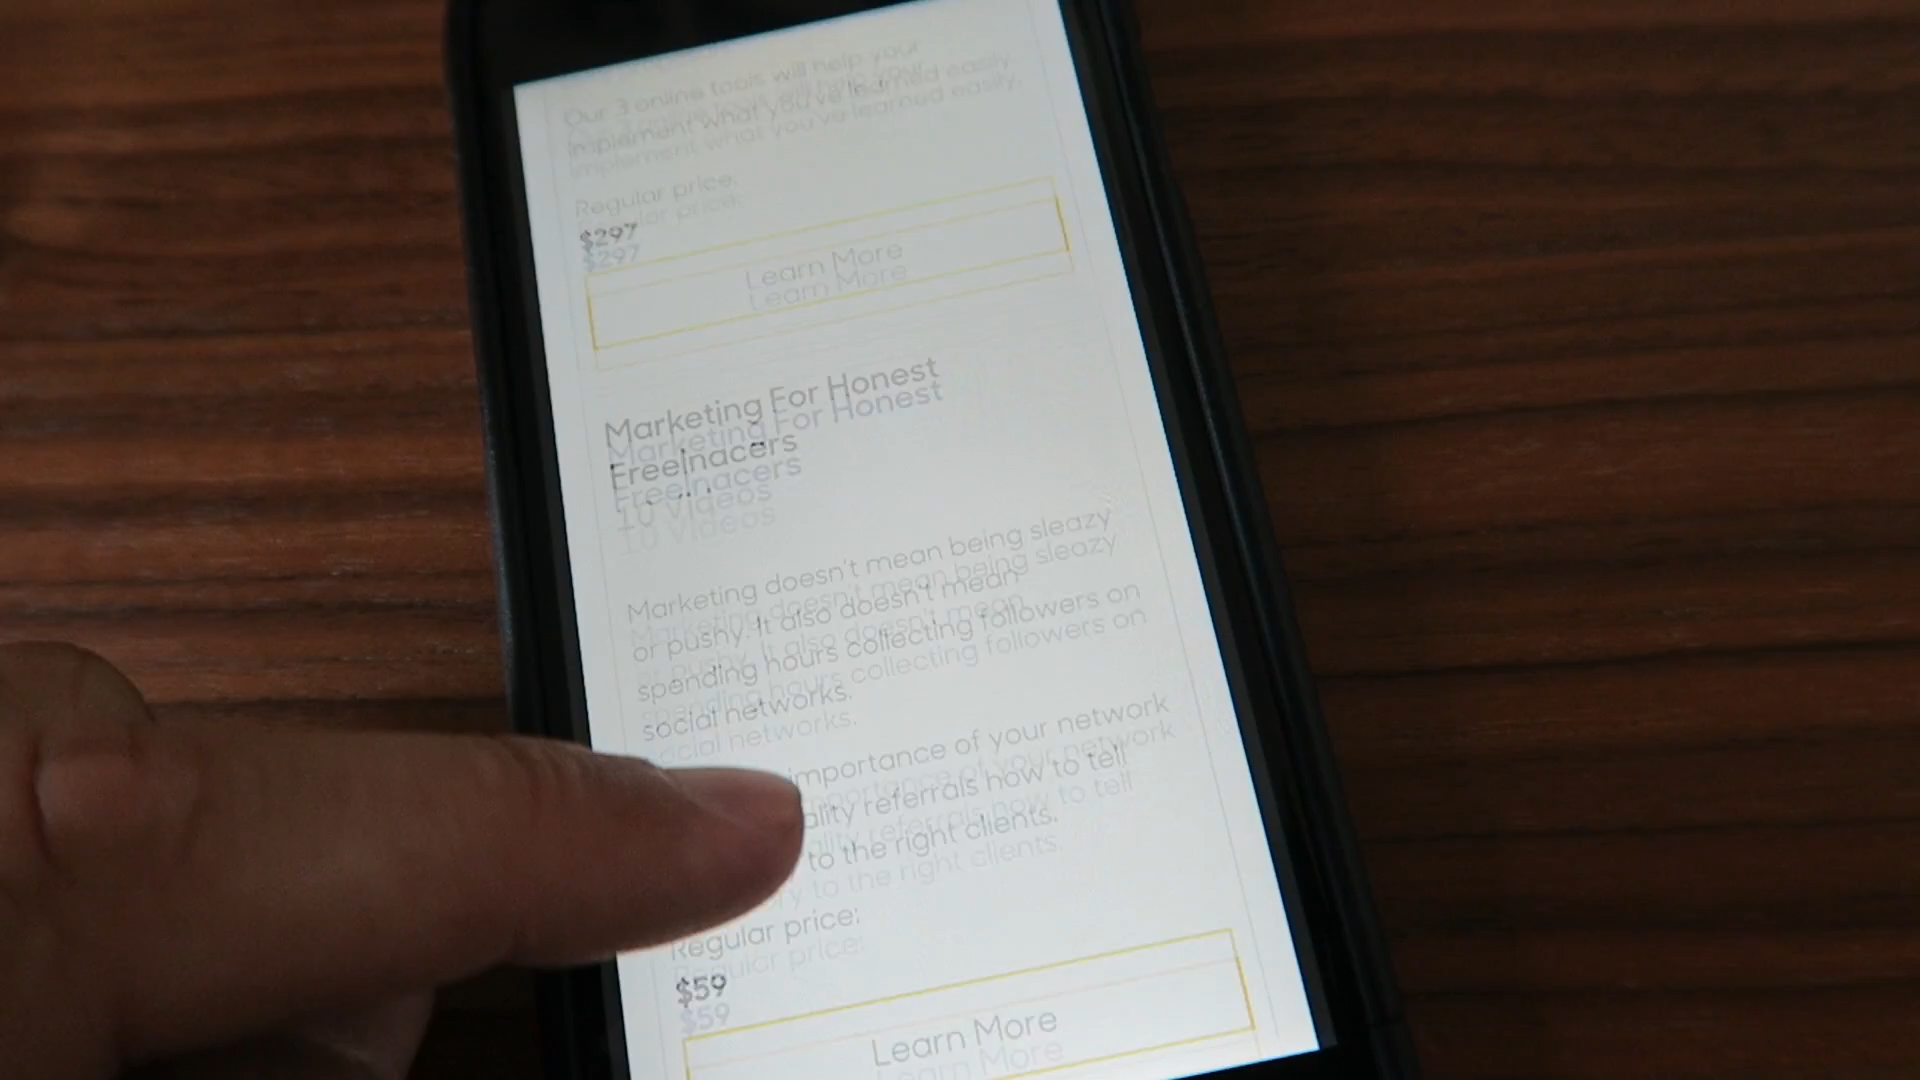 Our 3 online tools will help your
implement what you've learned easily.
Regular price:
$297
Learn More
Marketing For Honest
Freelnacers
10 Videos
Marketing doesn't mean being sleazy
or pushy. It also doesn't mean
spending hours collecting followers on
social networks.
importance of your network
ality referrals how to tell
to the right clients.
Regular price:
$59
Learn More